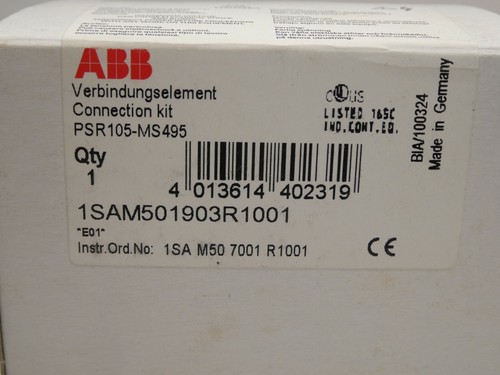 ABB
Verbindungselement
Connection kit
PSR105-MS495
Qty
1
LISTED 16SC
IND.CONT.EQ.
BIA/100324
Made in Germany
4 013614 402319
1SAM501903R1001
"E01"
Instr.Ord.No: 1SA M50 7001 R1001
CE